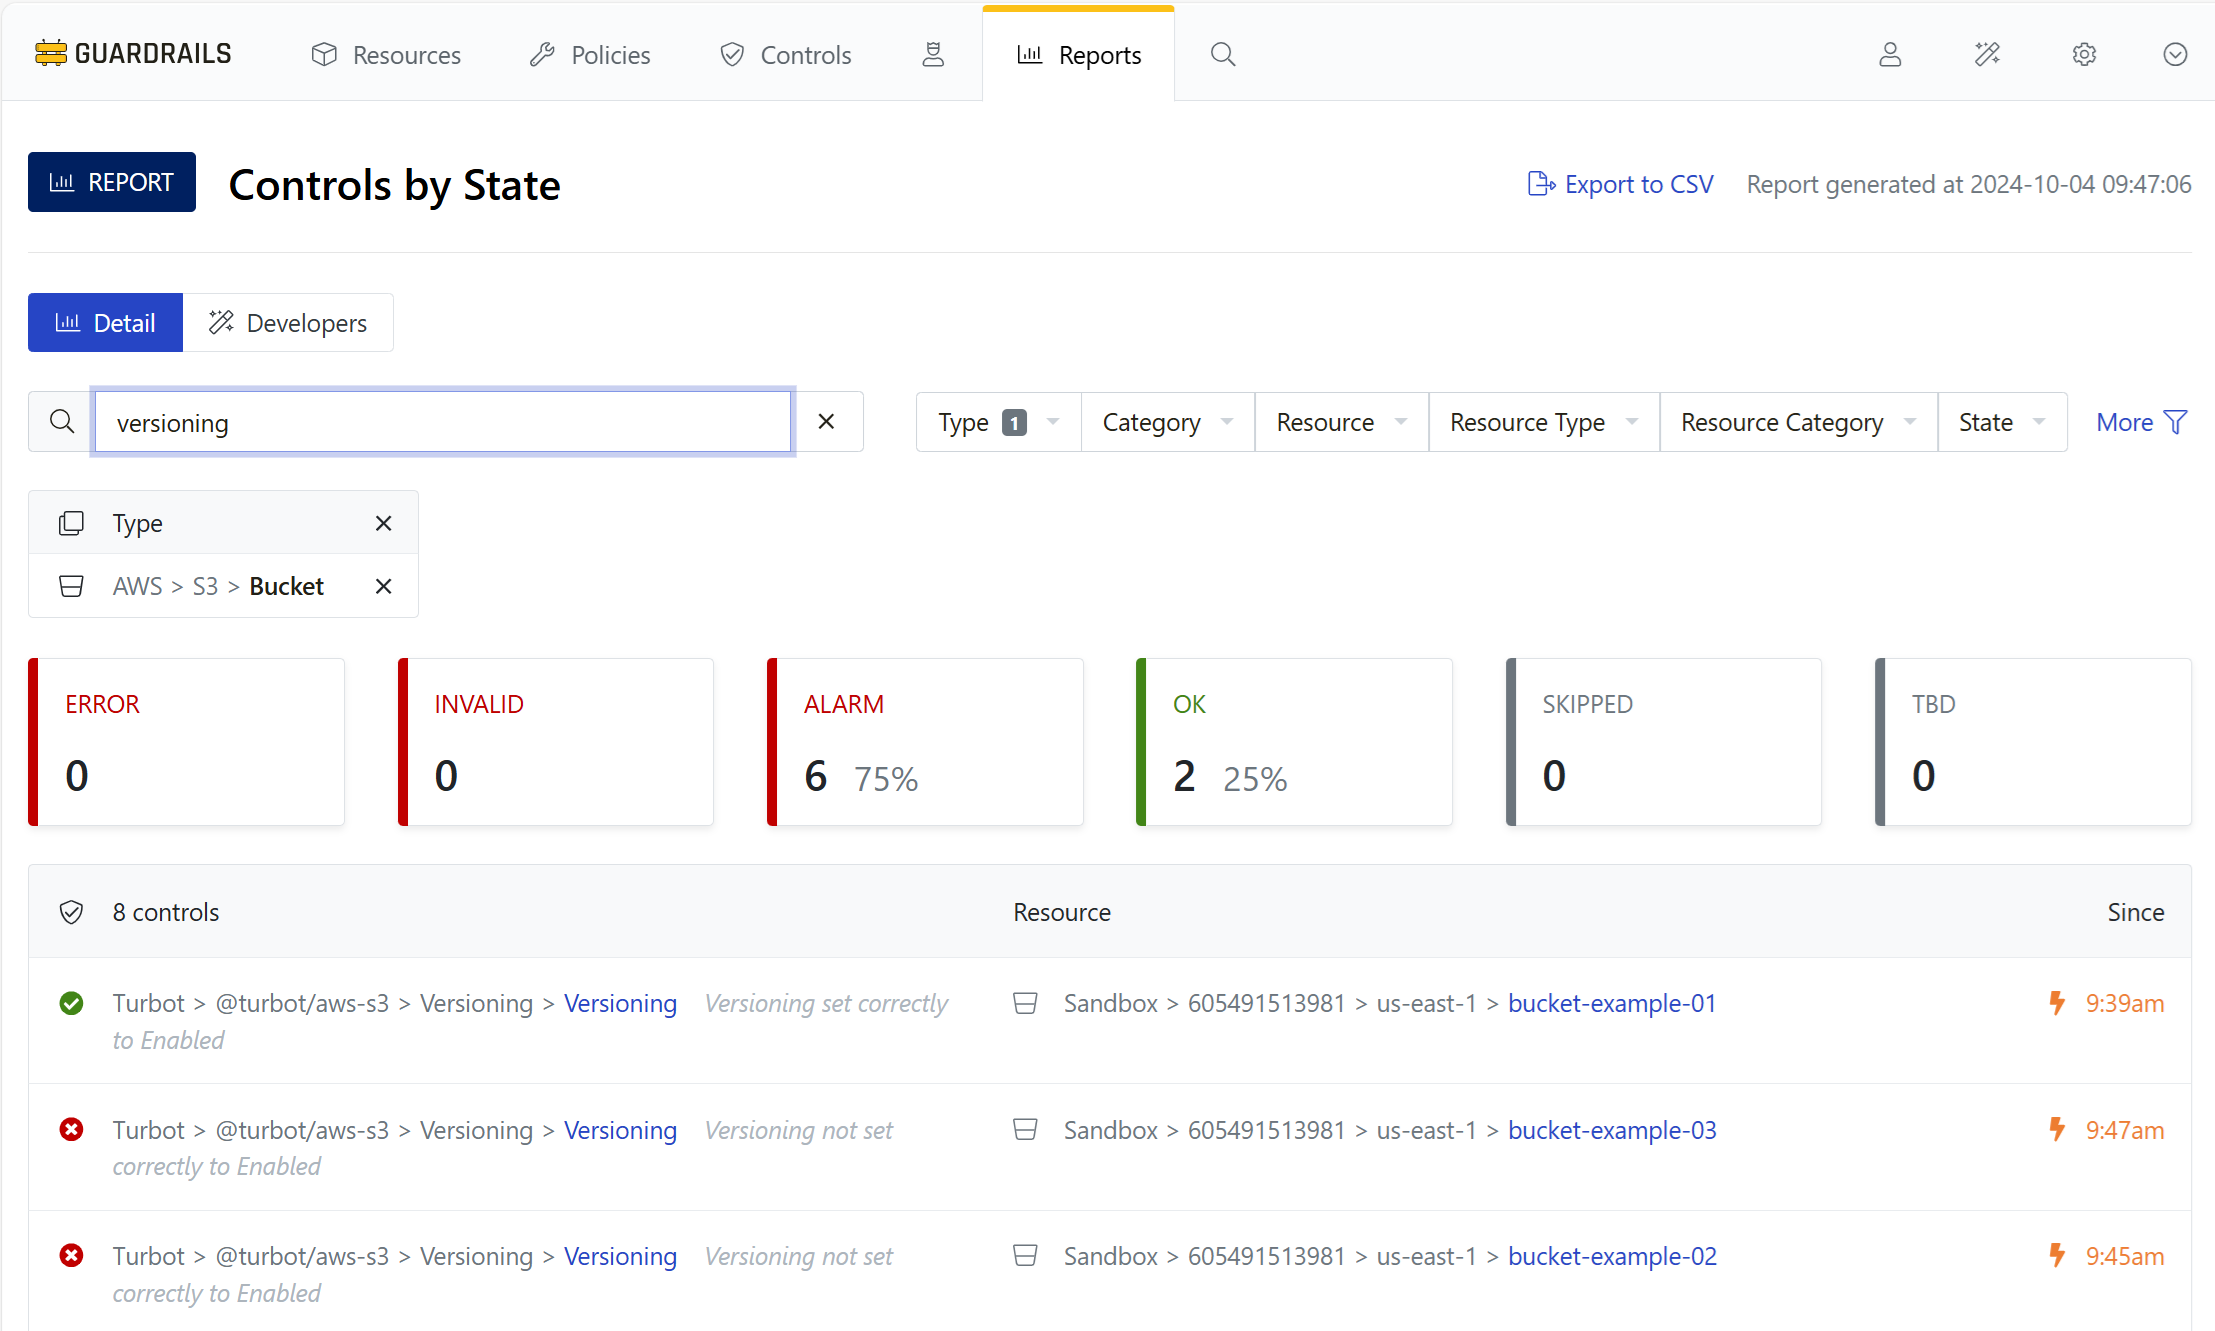 GUARDRAILS Resources Policies Controls Reports
REPORT Controls by State Export to CSV Report generated at 2024-10-04 09:47:06
Detail Developers
versioning Type 1 Category Resource Resource Type Resource Category State More
Type
AWS > S3 > Bucket
ERROR INVALID ALARM OK SKIPPED TBD
0 0 6 75% 2 25% 0 0
8 controls Resource Since
Turbot > @turbot/aws-s3 > Versioning > Versioning Versioning set correctly Sandbox > 605491513981 > us-east-1 > bucket-example-01 9:39am
to Enabled
Turbot > @turbot/aws-s3 > Versioning > Versioning Versioning not set Sandbox > 605491513981 > us-east-1 > bucket-example-03 9:47am
correctly to Enabled
Turbot > @turbot/aws-s3 > Versioning > Versioning Versioning not set Sandbox > 605491513981 > us-east-1 > bucket-example-02 9:45am
correctly to Enabled